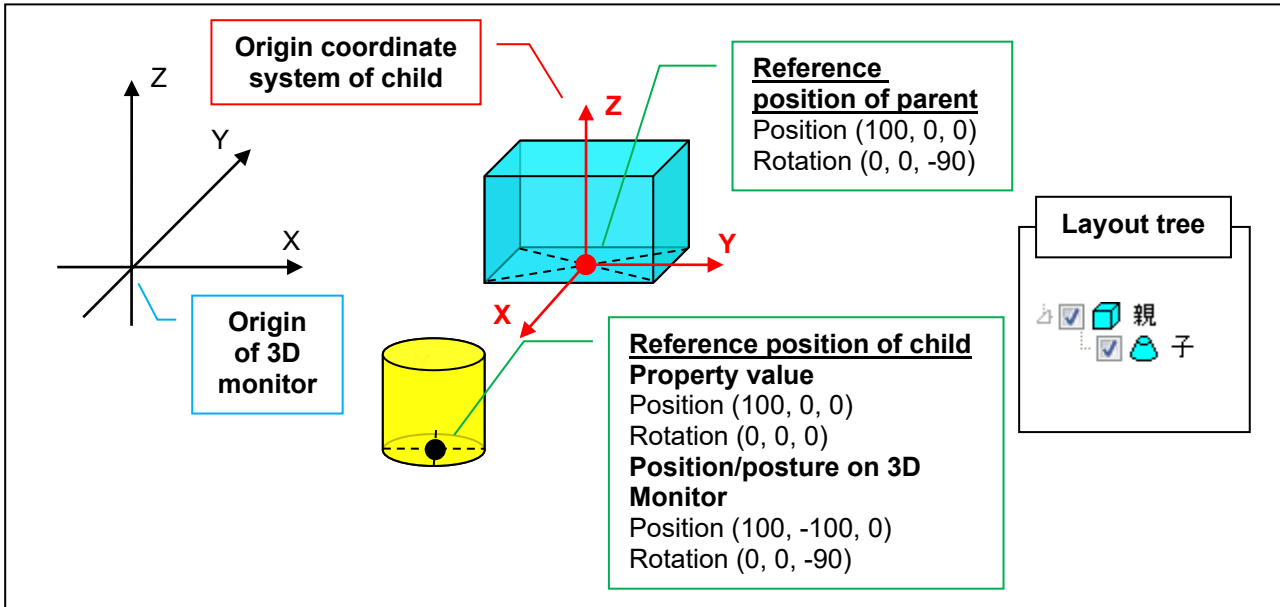 Origin coordinate
system of child
Reference
position of parent
Position (100, 0, 0)
Rotation (0, 0, -90)
Z
Y
X
Origin
of 3D
monitor
Z
Y
X
Reference position of child
Property value
Position (100, 0, 0)
Rotation (0, 0, 0)
Position/posture on 3D
Monitor
Position (100, -100, 0)
Rotation (0, 0, -90)
Layout tree
親
子